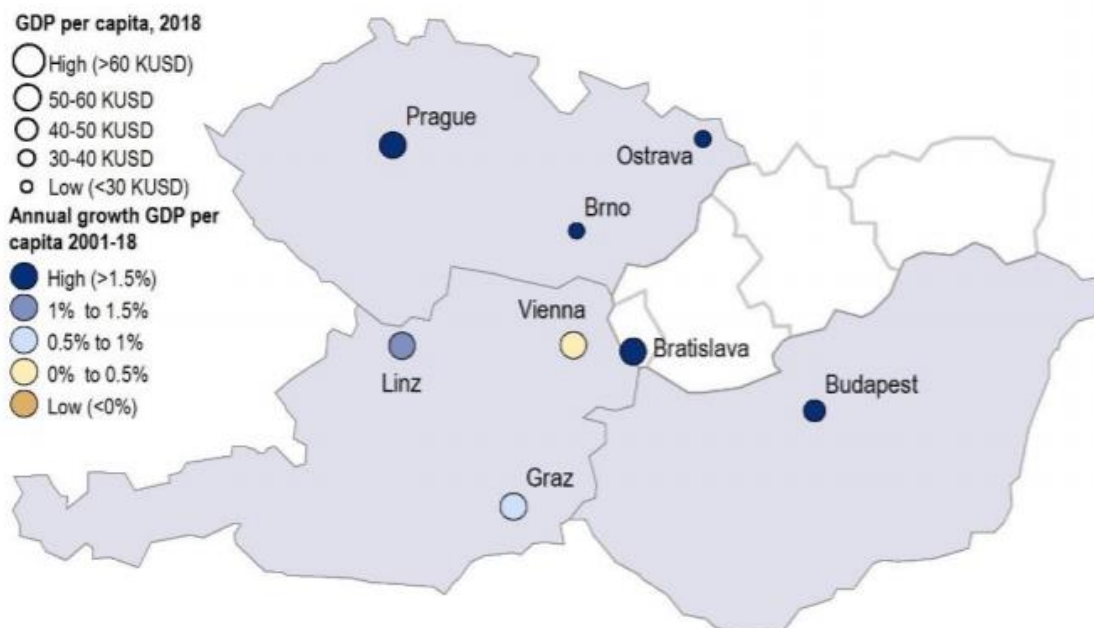 GDP per capita, 2018
High (>60 KUSD)
50-60 KUSD
40-50 KUSD
30-40 KUSD
Low (<30 KUSD)
Annual growth GDP per
capita 2001-18
High (>1.5%)
1% to 1.5%
0.5% to 1%
0% to 0.5%
Low (<0%)
Prague
Ostrava
Brno
Vienna
Bratislava
Linz
Budapest
Graz